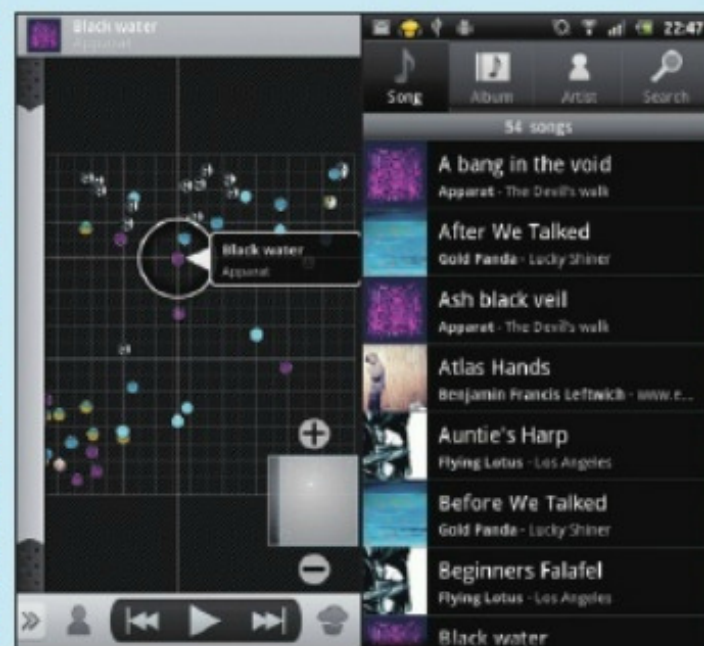 Black water
Apparat
Black water
Apparat
22:47
Song
Album
Artist
Search
54 songs
A bang in the void
Apparat - The Devil's walk
After We Talked
Gold Panda - Lucky Shiner
Ash black veil
Apparat - The Devil's walk
Atlas Hands
Benjamin Francis Leftwich - www.e...
Auntie's Harp
Flying Lotus - Los Angeles
Before We Talked
Gold Panda - Lucky Shiner
Beginners Falafel
Flying Lotus - Los Angeles
Black water